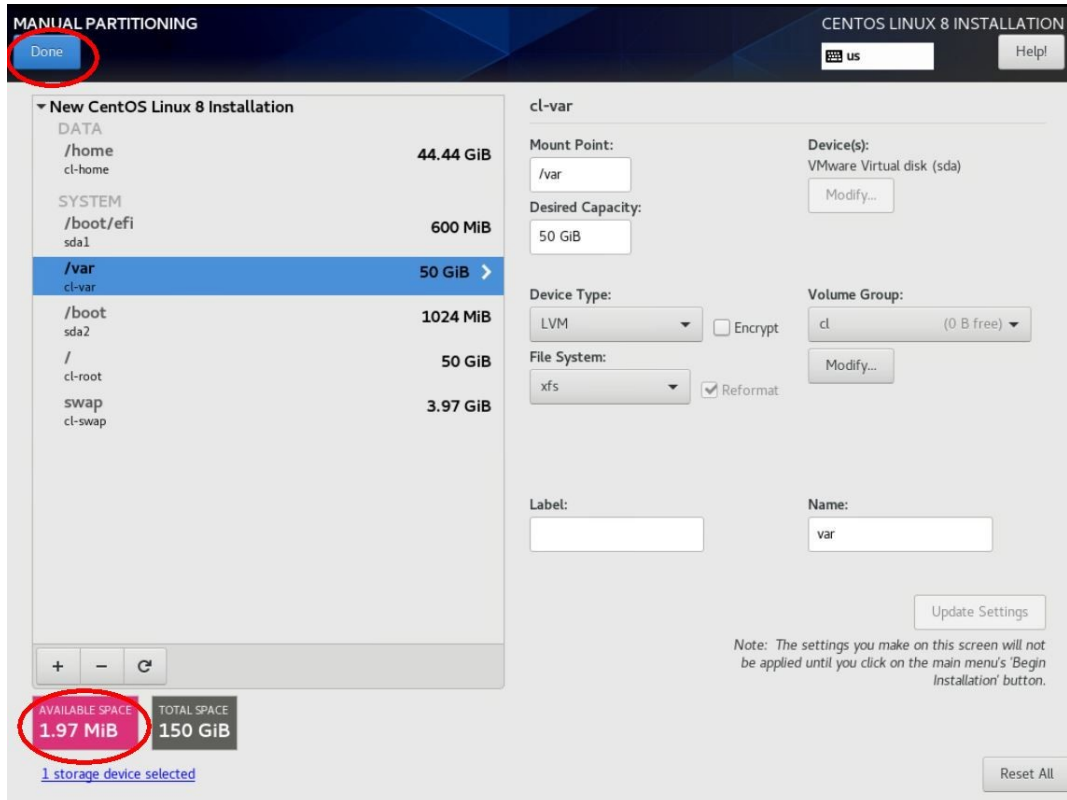 MANUAL PARTITIONING
CENTOS LINUX 8 INSTALLATION
Done
us
Help!
New CentOS Linux 8 Installation
DATA
/home
44.44 GiB
cl-home
SYSTEM
/boot/efi
600 MiB
sda1
/var
50 GiB
cl-var
/boot
1024 MiB
sda2
/
50 GiB
cl-root
swap
3.97 GiB
cl-swap
+ −
AVAILABLE SPACE
1.97 MiB
TOTAL SPACE
150 GiB
1 storage device selected
cl-var
Mount Point:
/var
Device(s):
VMware Virtual disk (sda)
Modify...
Desired Capacity:
50 GiB
Device Type:
LVM
Encrypt
Volume Group:
cl (0 B free)
Modify...
File System:
xfs
Reformat
Label:
Name:
var
Update Settings
Note: The settings you make on this screen will not
be applied until you click on the main menu's 'Begin
Installation' button.
Reset All